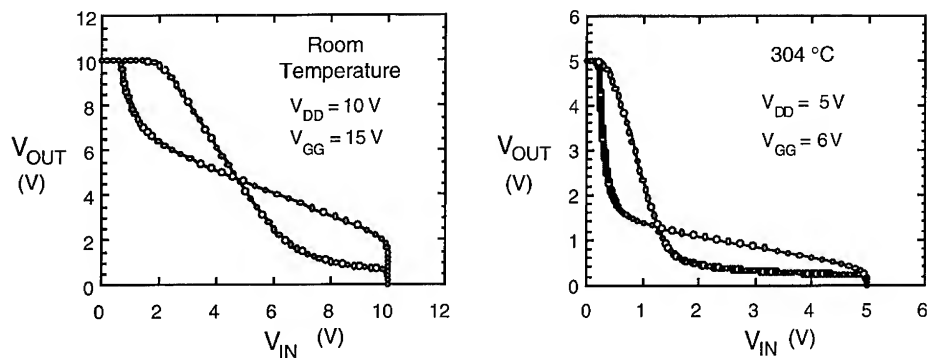 12
10
8
6
4
2
0
V_OUT
(V)
Room
Temperature
V_DD = 10 V
V_GG = 15 V
0 2 4 6 8 10 12
V_IN (V)
6
5
4
3
2
1
0
V_OUT
(V)
304 °C
V_DD = 5 V
V_GG = 6 V
0 1 2 3 4 5 6
V_IN (V)